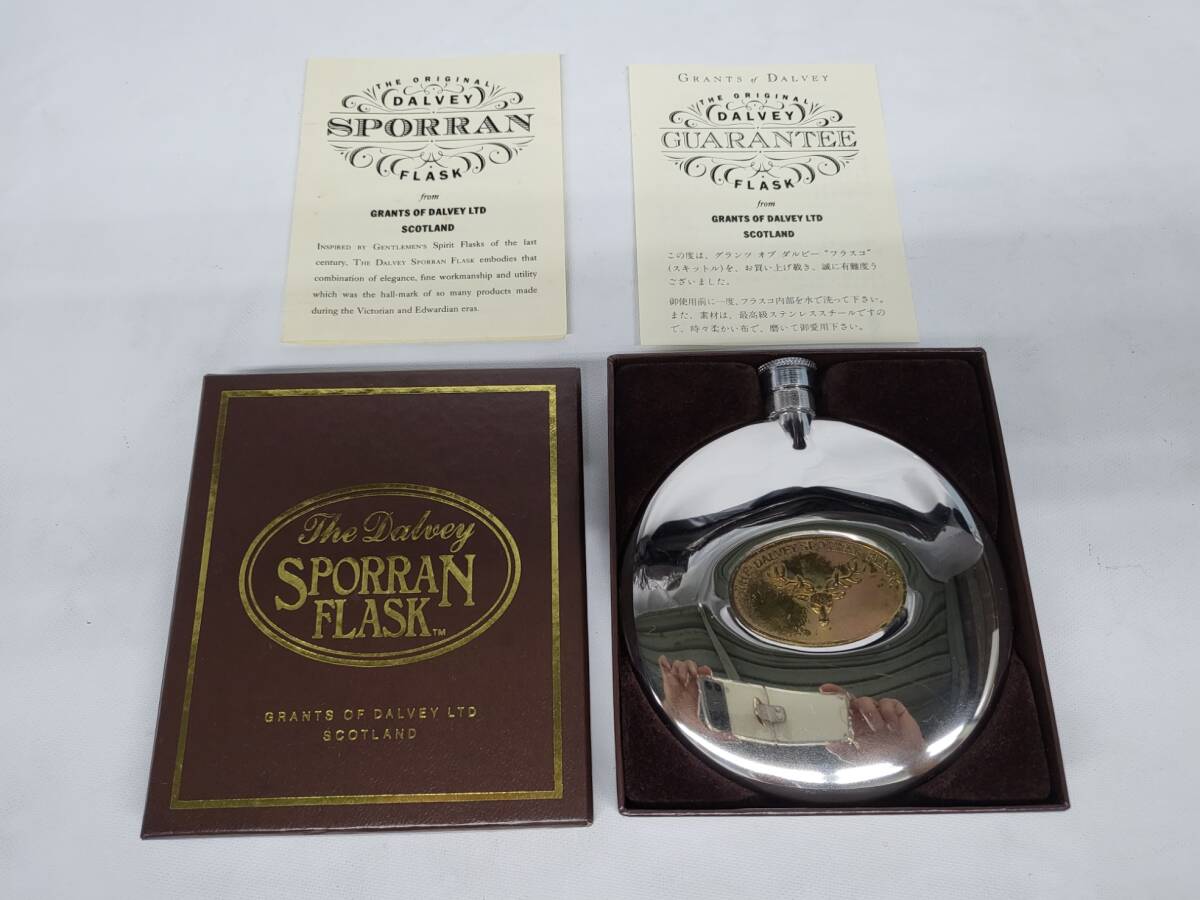 THE ORIGINAL
DALVEY
SPORRAN
FLASK
from
GRANTS OF DALVEY LTD
SCOTLAND
INSPIRED BY GENTLEMEN'S Spirit Flasks of the last
century, THE DALVEY SPORRAN FLASK embodies that
combination of elegance, fine workmanship and utility
which was the hall-mark of so many products made
during the Victorian and Edwardian eras.
GRANTS of DALVEY
THE ORIGINAL
DALVEY
GUARANTEE
FLASK
from
GRANTS OF DALVEY LTD
SCOTLAND
この度は、グランツ オブ ダルビー “フラスコ”
(スキットル)を、お買い上げ戴き、誠に有難度う
ございました。
御使用前に一度、フラスコ内部を水で洗って下さい。
また、素材は、最高級ステンレススチールですの
で、時々柔かい布で、磨いて御愛用下さい。
The Dalvey
SPORRAN
FLASK™
GRANTS OF DALVEY LTD
SCOTLAND
THE DALVEY SPORRAN FLASK